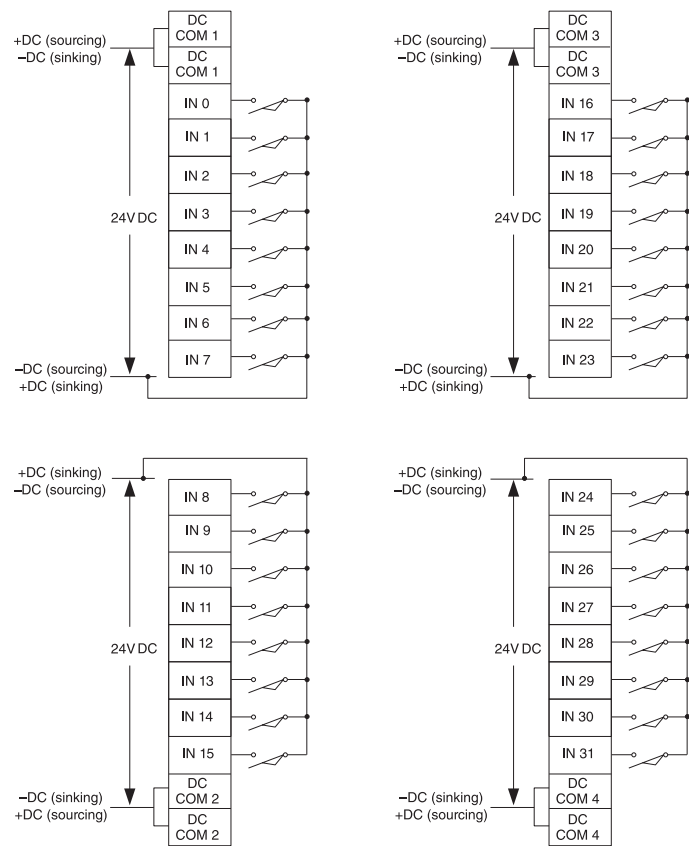 DC
COM 1
+DC (sourcing)
–DC (sinking)
DC
COM 1
IN 0
IN 1
IN 2
IN 3
24V DC
IN 4
IN 5
IN 6
IN 7
–DC (sourcing)
+DC (sinking)
DC
COM 3
+DC (sourcing)
–DC (sinking)
DC
COM 3
IN 16
IN 17
IN 18
IN 19
24V DC
IN 20
IN 21
IN 22
IN 23
–DC (sourcing)
+DC (sinking)
+DC (sinking)
–DC (sourcing)
IN 8
IN 9
IN 10
IN 11
IN 12
24V DC
IN 13
IN 14
IN 15
DC
COM 2
–DC (sinking)
+DC (sourcing)
DC
COM 2
+DC (sinking)
–DC (sourcing)
IN 24
IN 25
IN 26
IN 27
IN 28
24V DC
IN 29
IN 30
IN 31
DC
COM 4
–DC (sinking)
+DC (sourcing)
DC
COM 4